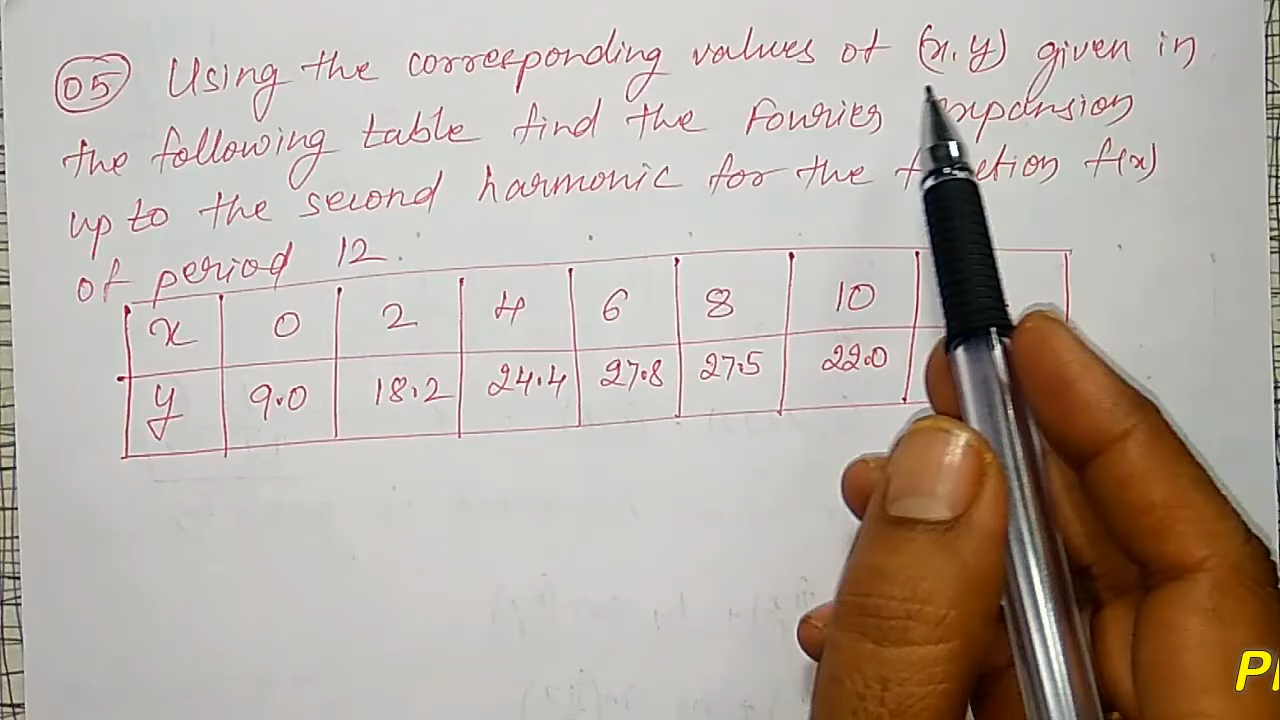 05 Using the corresponding values of (x, y) given in
the following table find the Fourier
up to the second harmonic for the f(x)
of period 12.
x 0 2 4 6 8 10
y 9.0 18.2 24.4 27.8 27.5 22.0